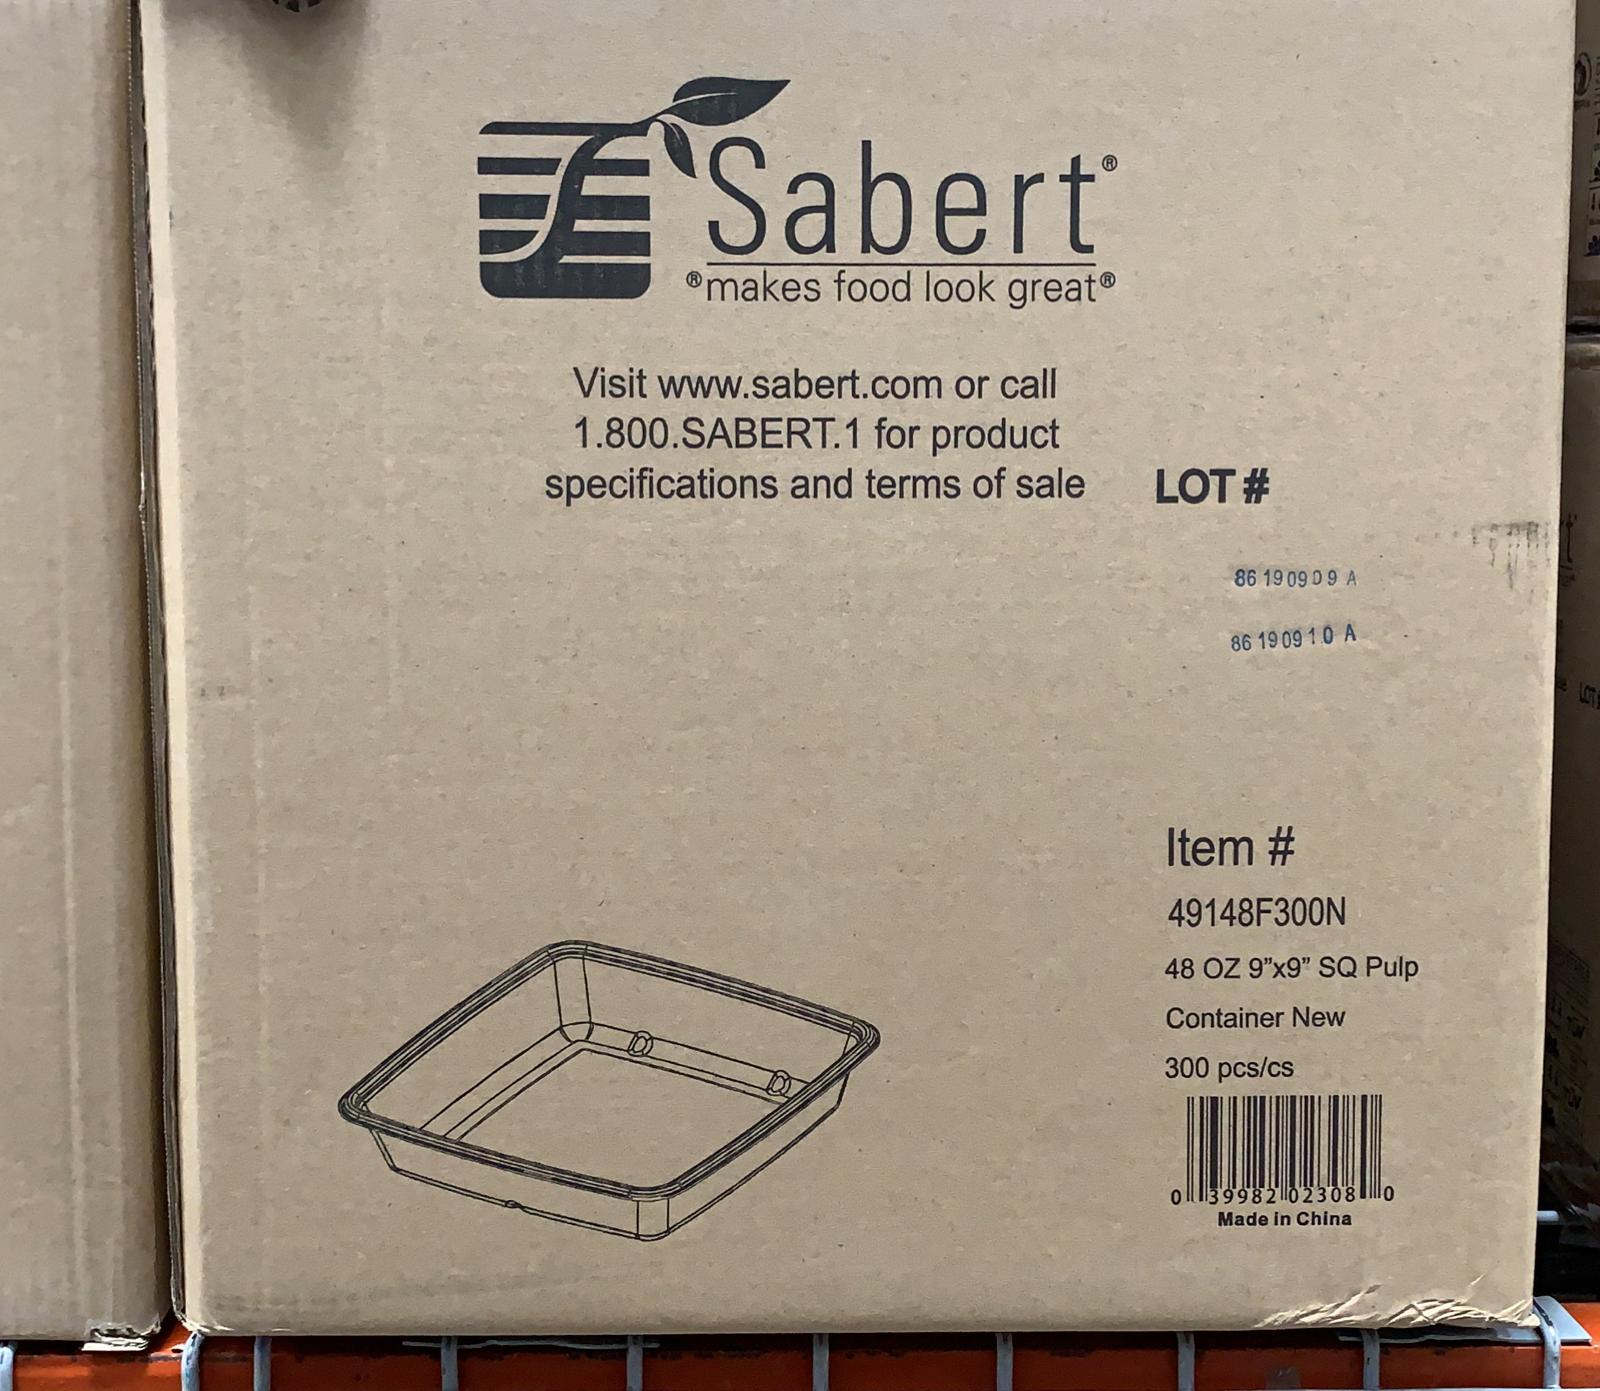 Sabert®
®makes food look great®
Visit www.sabert.com or call
1.800.SABERT.1 for product
specifications and terms of sale
LOT #
86 190909 A
86 190910 A
Item #
49148F300N
48 OZ 9”x9” SQ Pulp
Container New
300 pcs/cs
0 39982 02308 0
Made in China